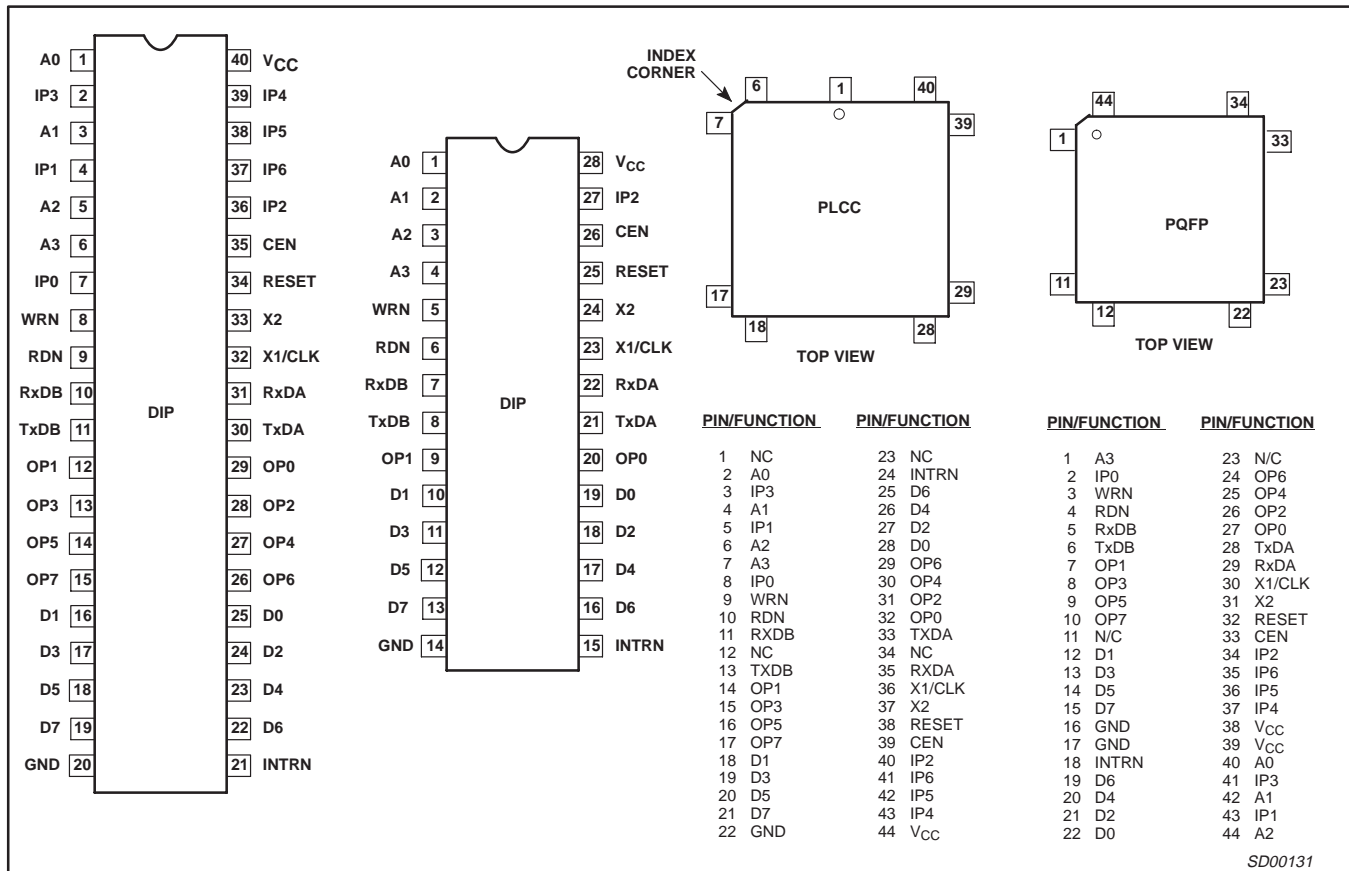 A0 1 40 VCC
IP3 2 39 IP4
A1 3 38 IP5
IP1 4 37 IP6
A2 5 36 IP2
A3 6 35 CEN
IP0 7 34 RESET
WRN 8 33 X2
RDN 9 32 X1/CLK
RxDB 10 31 RxDA
DIP
TxDB 11 30 TxDA
OP1 12 29 OP0
OP3 13 28 OP2
OP5 14 27 OP4
OP7 15 26 OP6
D1 16 25 D0
D3 17 24 D2
D5 18 23 D4
D7 19 22 D6
GND 20 21 INTRN
A0 1 28 VCC
A1 2 27 IP2
A2 3 26 CEN
A3 4 25 RESET
WRN 5 24 X2
RDN 6 23 X1/CLK
RxDB 7 22 RxDA
DIP
TxDB 8 21 TxDA
OP1 9 20 OP0
D1 10 19 D0
D3 11 18 D2
D5 12 17 D4
D7 13 16 D6
GND 14 15 INTRN
INDEX
CORNER
6 1 40
7 39
PLCC
17 29
18 28
TOP VIEW
44 34
1 33
PQFP
11 23
12 22
TOP VIEW
PIN/FUNCTION PIN/FUNCTION
1 NC 23 NC
2 A0 24 INTRN
3 IP3 25 D6
4 A1 26 D4
5 IP1 27 D2
6 A2 28 D0
7 A3 29 OP6
8 IP0 30 OP4
9 WRN 31 OP2
10 RDN 32 OP0
11 RXDB 33 TXDA
12 NC 34 NC
13 TXDB 35 RXDA
14 OP1 36 X1/CLK
15 OP3 37 X2
16 OP5 38 RESET
17 OP7 39 CEN
18 D1 40 IP2
19 D3 41 IP6
20 D5 42 IP5
21 D7 43 IP4
22 GND 44 VCC
PIN/FUNCTION PIN/FUNCTION
1 A3 23 N/C
2 IP0 24 OP6
3 WRN 25 OP4
4 RDN 26 OP2
5 RxDB 27 OP0
6 TxDB 28 TxDA
7 OP1 29 RxDA
8 OP3 30 X1/CLK
9 OP5 31 X2
10 OP7 32 RESET
11 N/C 33 CEN
12 D1 34 IP2
13 D3 35 IP6
14 D5 36 IP5
15 D7 37 IP4
16 GND 38 VCC
17 GND 39 VCC
18 INTRN 40 A0
19 D6 41 IP3
20 D4 42 A1
21 D2 43 IP1
22 D0 44 A2
SD00131